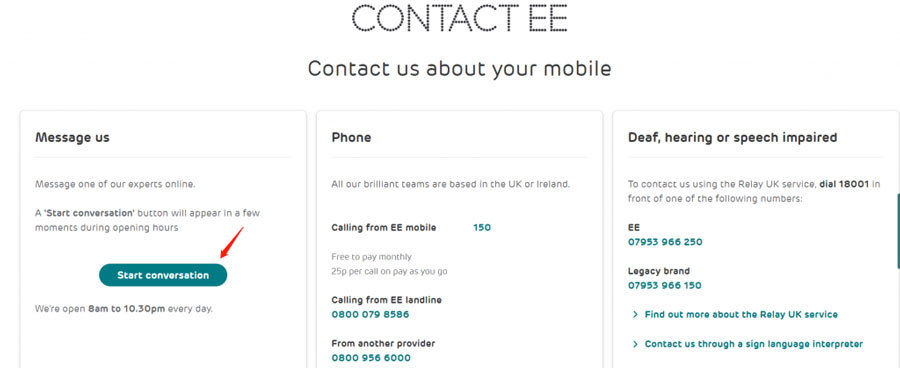 CONTACT EE
Contact us about your mobile
Message us
Message one of our experts online.
A 'Start conversation' button will appear in a few
moments during opening hours
Start conversation
We're open 8am to 10.30pm every day.
Phone
All our brilliant teams are based in the UK or Ireland.
Calling from EE mobile 150
Free to pay monthly
25p per call on pay as you go
Calling from EE landline
0800 079 8586
From another provider
0800 956 6000
Deaf, hearing or speech impaired
To contact us using the Relay UK service, dial 18001 in
front of one of the following numbers:
EE
07953 966 250
Legacy brand
07953 966 150
Find out more about the Relay UK service
Contact us through a sign language interpreter